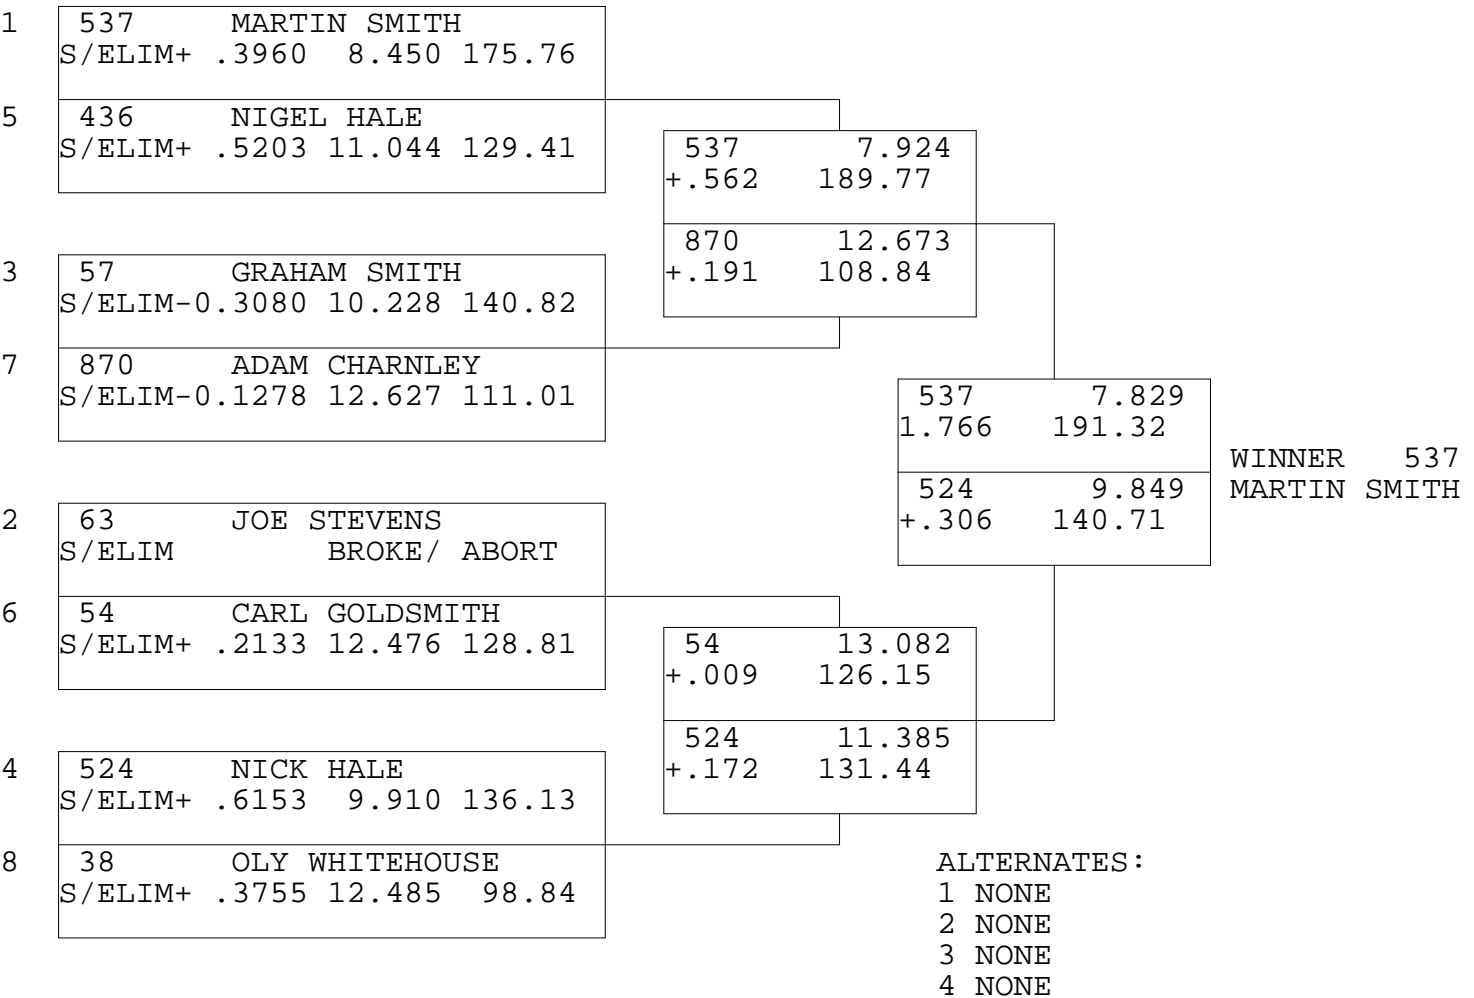 1 537 MARTIN SMITH
S/ELIM+ .3960 8.450 175.76
5 436 NIGEL HALE
S/ELIM+ .5203 11.044 129.41
537 7.924
+.562 189.77
870 12.673
+.191 108.84
3 57 GRAHAM SMITH
S/ELIM-0.3080 10.228 140.82
7 870 ADAM CHARNLEY
S/ELIM-0.1278 12.627 111.01
537 7.829
1.766 191.32
524 9.849
+.306 140.71
WINNER 537
MARTIN SMITH
2 63 JOE STEVENS
S/ELIM BROKE/ ABORT
6 54 CARL GOLDSMITH
S/ELIM+ .2133 12.476 128.81
54 13.082
+.009 126.15
524 11.385
+.172 131.44
4 524 NICK HALE
S/ELIM+ .6153 9.910 136.13
8 38 OLY WHITEHOUSE
S/ELIM+ .3755 12.485 98.84
ALTERNATES:
1 NONE
2 NONE
3 NONE
4 NONE